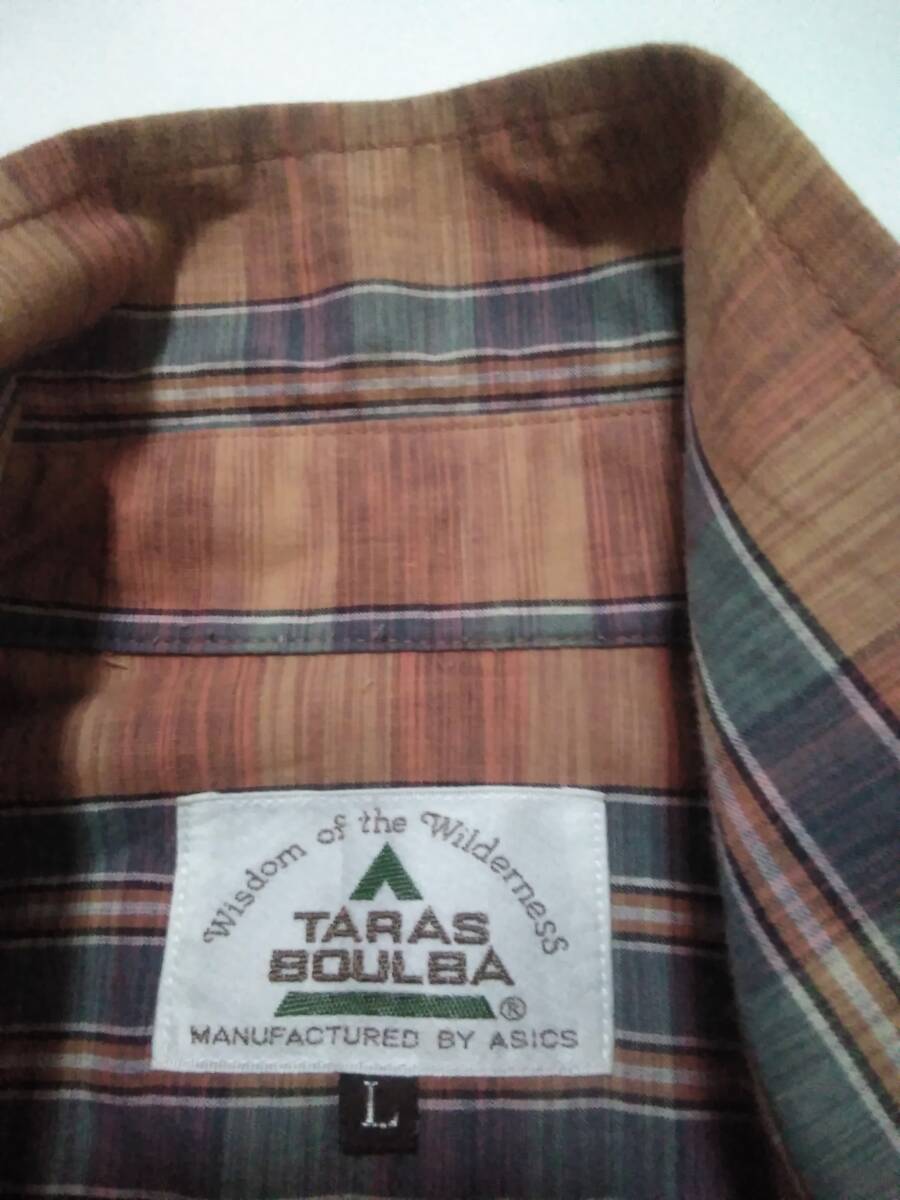 Wisdom of the Wilderness
TARAS
BOULBA
®
MANUFACTURED BY ASICS
L